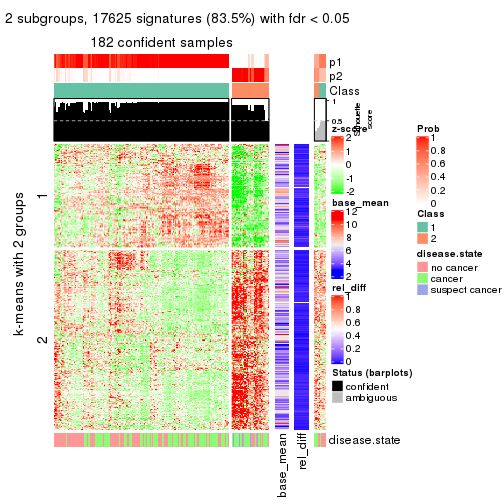 2 subgroups, 17625 signatures (83.5%) with fdr < 0.05
182 confident samples
p1
p2
Class
1
0.5
0
Silhouette
score
k-means with 2 groups
1
2
base_mean
rel_diff
disease.state
z-score
2
1
0
-1
-2
base_mean
12
10
8
6
4
2
rel_diff
1
0.8
0.6
0.4
0.2
0
Status (barplots)
confident
ambiguous
Prob
1
0.8
0.6
0.4
0.2
0
Class
1
2
disease.state
no cancer
cancer
suspect cancer